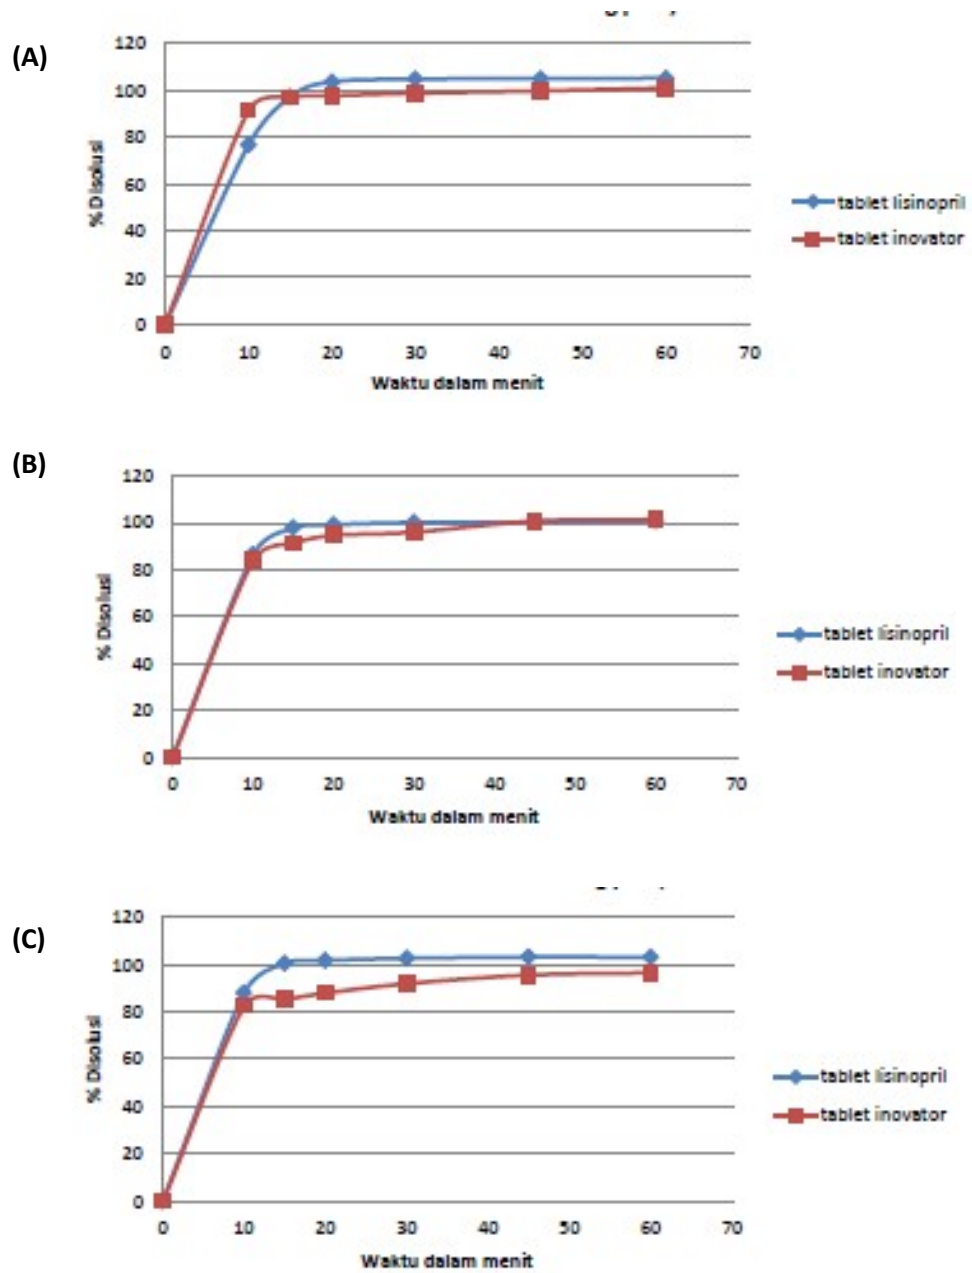 (A)
120
100
80
60
40
20
0
% Disolusi
0 10 20 30 40 50 60 70
Waktu dalam menit
tablet lisinopril
tablet inovator
(B)
120
100
80
60
40
20
0
% Disolusi
0 10 20 30 40 50 60 70
Waktu dalam menit
tablet lisinopril
tablet inovator
(C)
120
100
80
60
40
20
0
% Disolusi
0 10 20 30 40 50 60 70
Waktu dalam menit
tablet lisinopril
tablet inovator